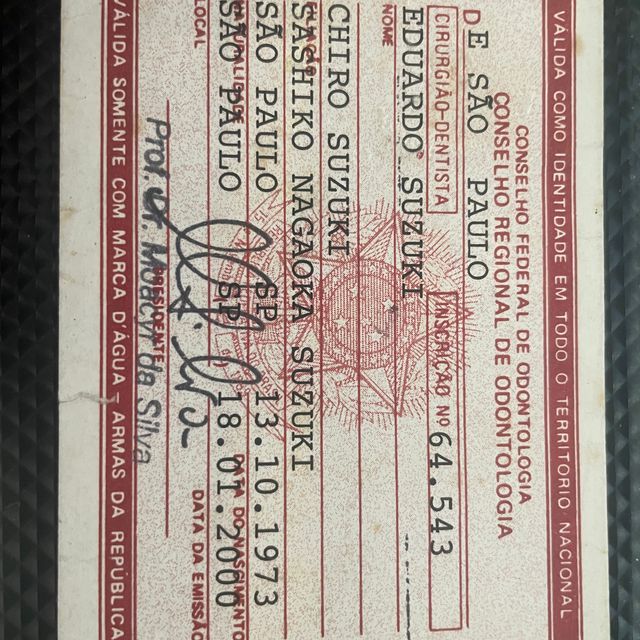 VÁLIDA COMO IDENTIDADE EM TODO O TERRITÓRIO NACIONAL
CONSELHO FEDERAL DE ODONTOLOGIA
CONSELHO REGIONAL DE ODONTOLOGIA
DE SÃO PAULO
CIRURGIÃO-DENTISTA INSCRIÇÃO Nº 64.543
EDUARDO SUZUKI
NOME
CHIRO SUZUKI
SASHIKO NAGAOKA SUZUKI
SÃO PAULO SP 13.10.1973
DATA DO NASCIMENTO
SÃO PAULO SP 18.01.2000
LOCAL DATA DA EMISSÃO
PRESIDENTE
Prof. Dr. Moacyr da Silva
VÁLIDA SOMENTE COM MARCA D'ÁGUA - ARMAS DA REPÚBLICA